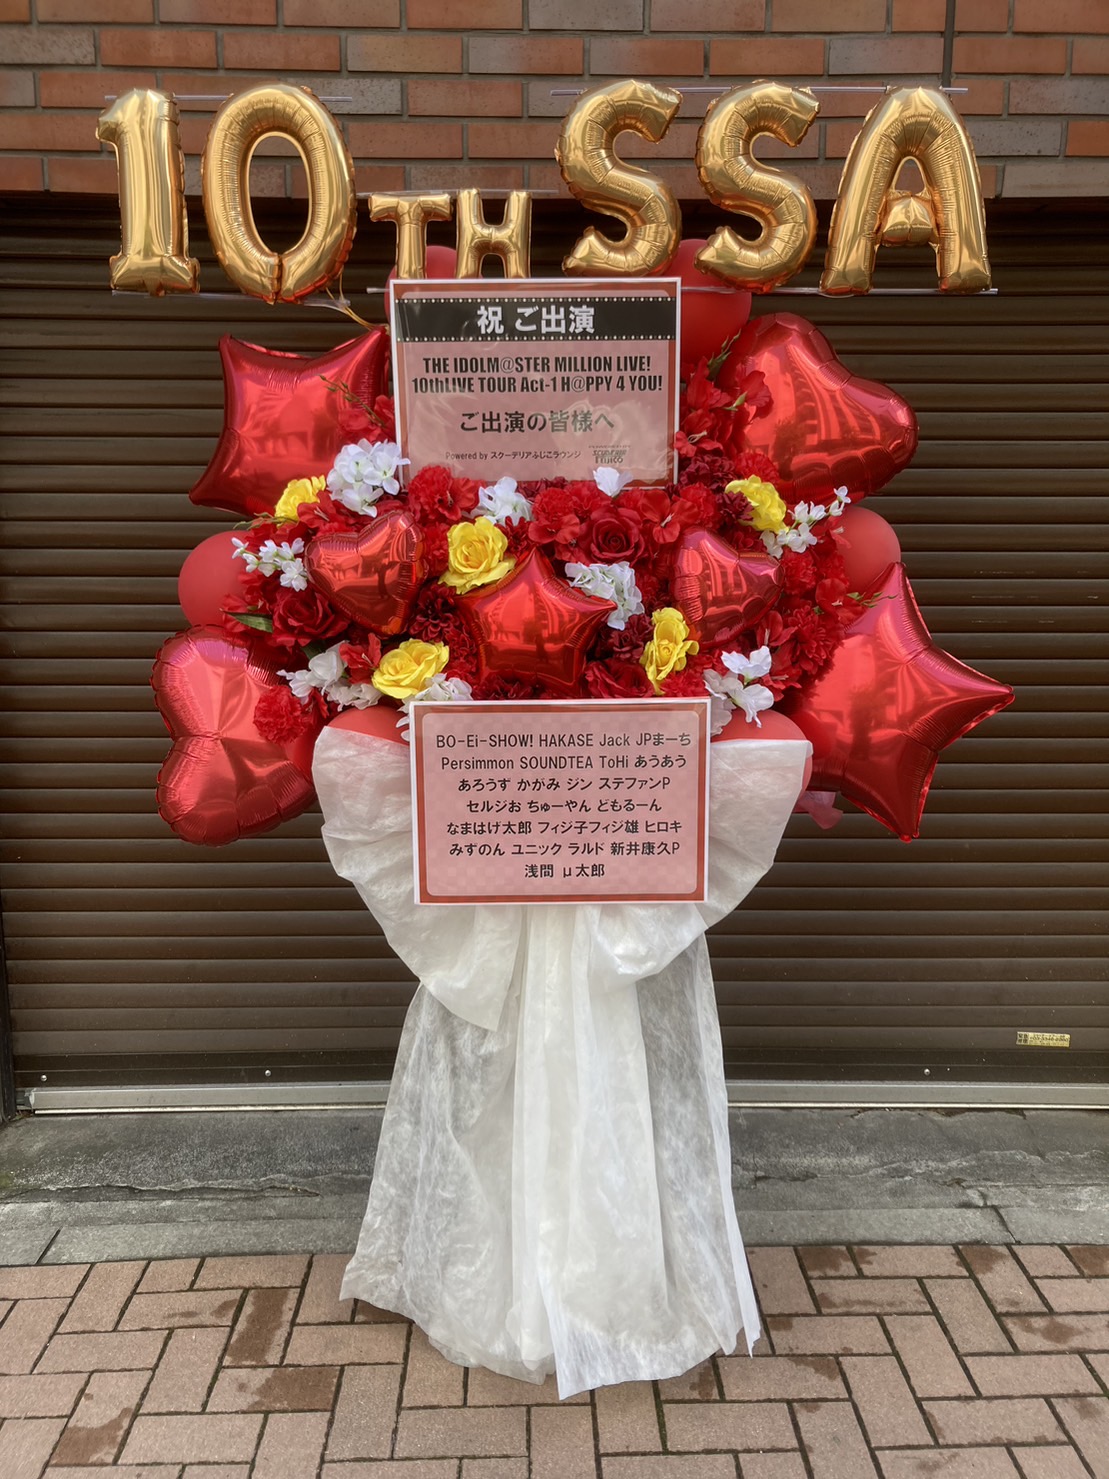 10TH SSA
祝 ご出演
THE IDOLM@STER MILLION LIVE!
10thLIVE TOUR Act-1 H@PPY 4 YOU!
ご出演の皆様へ
Powered by スクーデリアふじこラウンジ
BO-Ei-SHOW! HAKASE Jack JPまーち
Persimmon SOUNDTEA ToHi あうあう
あろうず かがみ ジン ステファンP
セルジお ちゅーやん どもるーん
なまはげ太郎 フィジ子フィジ雄 ヒロキ
みすのん ユニック ラルド 新井康久P
浅間 μ太郎